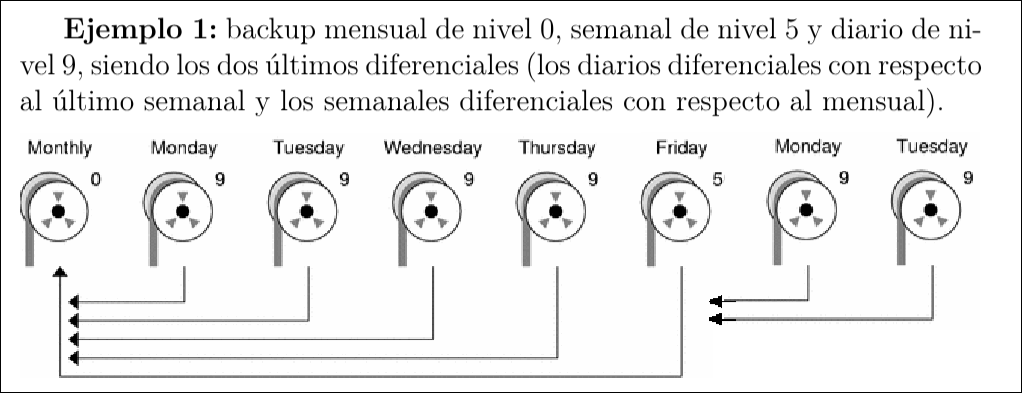 Ejemplo 1: backup mensual de nivel 0, semanal de nivel 5 y diario de ni-
vel 9, siendo los dos últimos diferenciales (los diarios diferenciales con respecto
al último semanal y los semanales diferenciales con respecto al mensual).
Monthly Monday Tuesday Wednesday Thursday Friday Monday Tuesday
0 9 9 9 9 5 9 9